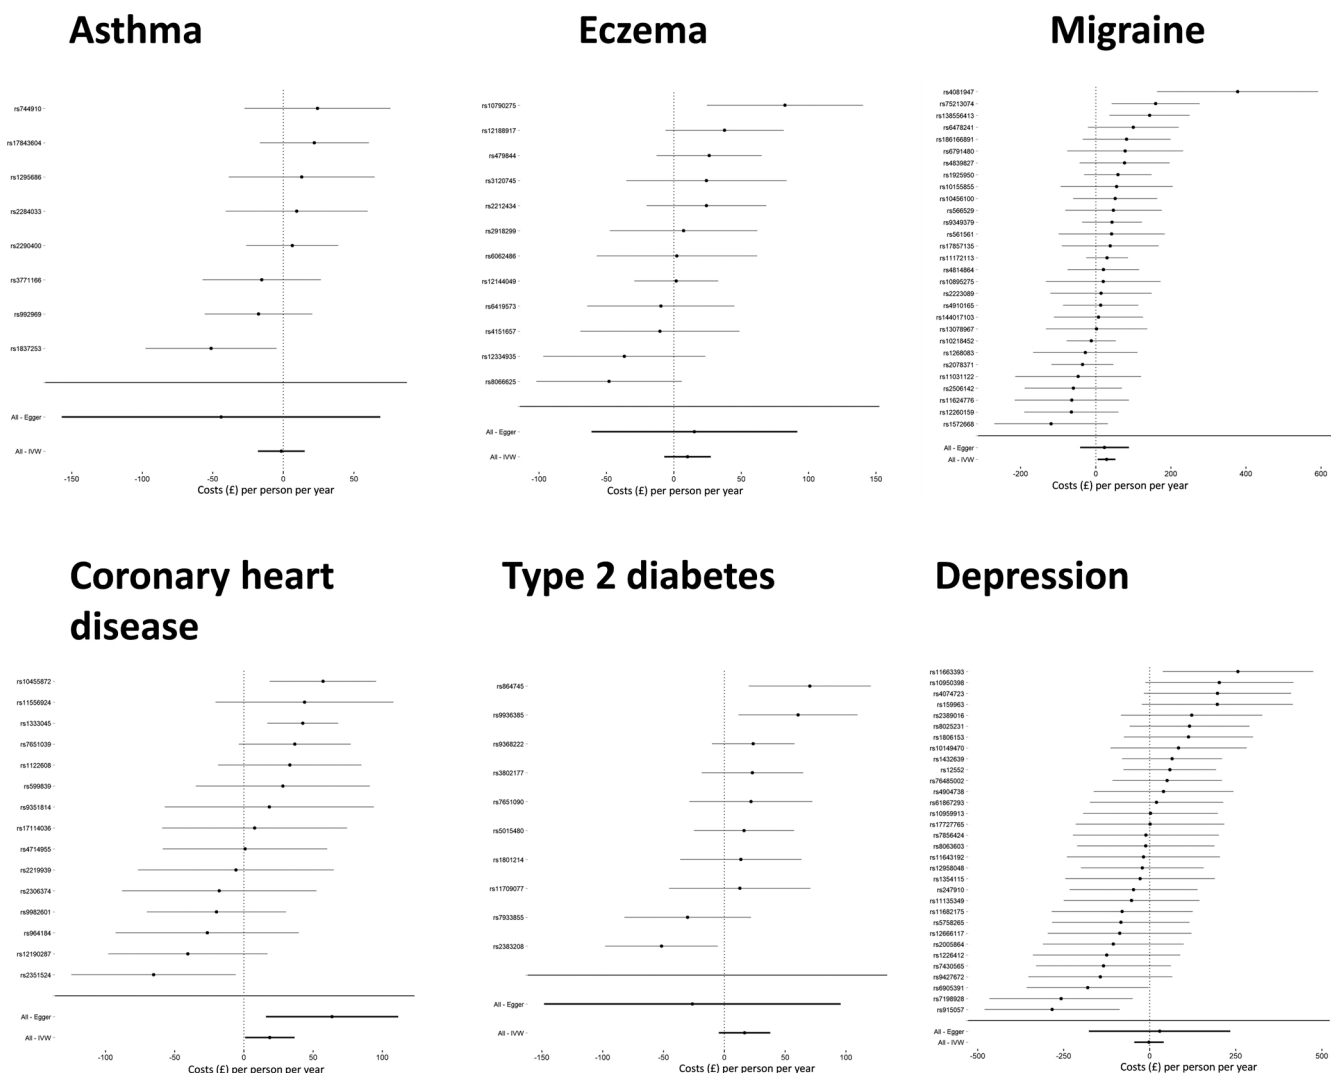 Asthma
rs744910
rs17843604
rs1295686
rs2284033
rs2290400
rs3771166
rs992969
rs1837253
All - Egger
All - IVW
-150 -100 -50 0 50
Costs (£) per person per year
Eczema
rs10790275
rs12188917
rs479844
rs3120745
rs2212434
rs2918299
rs6062486
rs12144049
rs6419573
rs4151657
rs12334935
rs8066625
All - Egger
All - IVW
-100 -50 0 50 100 150
Costs (£) per person per year
Migraine
rs4081947
rs75213074
rs138556413
rs6478241
rs186166891
rs6791480
rs4839827
rs1925950
rs10155855
rs10456100
rs566529
rs9349379
rs561561
rs17857135
rs11172113
rs4814864
rs10895275
rs2223089
rs4910165
rs144017103
rs13078967
rs10218452
rs1268083
rs2078371
rs11031122
rs2506142
rs11624776
rs12260159
rs1572668
All - Egger
All - IVW
-200 0 200 400 600
Costs (£) per person per year
Coronary heart
disease
rs10455872
rs11556924
rs1333045
rs7651039
rs1122608
rs599839
rs9351814
rs17114036
rs4714955
rs2219939
rs2306374
rs9982601
rs964184
rs12190287
rs2351524
All - Egger
All - IVW
-100 -50 0 50 100
Costs (£) per person per year
Type 2 diabetes
rs864745
rs9936385
rs9368222
rs3802177
rs7651090
rs5015480
rs1801214
rs11709077
rs7933855
rs2383208
All - Egger
All - IVW
-150 -100 -50 0 50 100
Costs (£) per person per year
Depression
rs11663393
rs10950398
rs4074723
rs159963
rs2389016
rs8025231
rs1806153
rs10149470
rs1432639
rs12552
rs76485002
rs4904738
rs61867293
rs10959913
rs17727765
rs7856424
rs8063603
rs11643192
rs12958048
rs1354115
rs247910
rs11135349
rs11682175
rs5758265
rs12666117
rs2005864
rs1226412
rs7430565
rs9427672
rs6905391
rs7198928
rs915057
All - Egger
All - IVW
-500 -250 0 250 500
Costs (£) per person per year